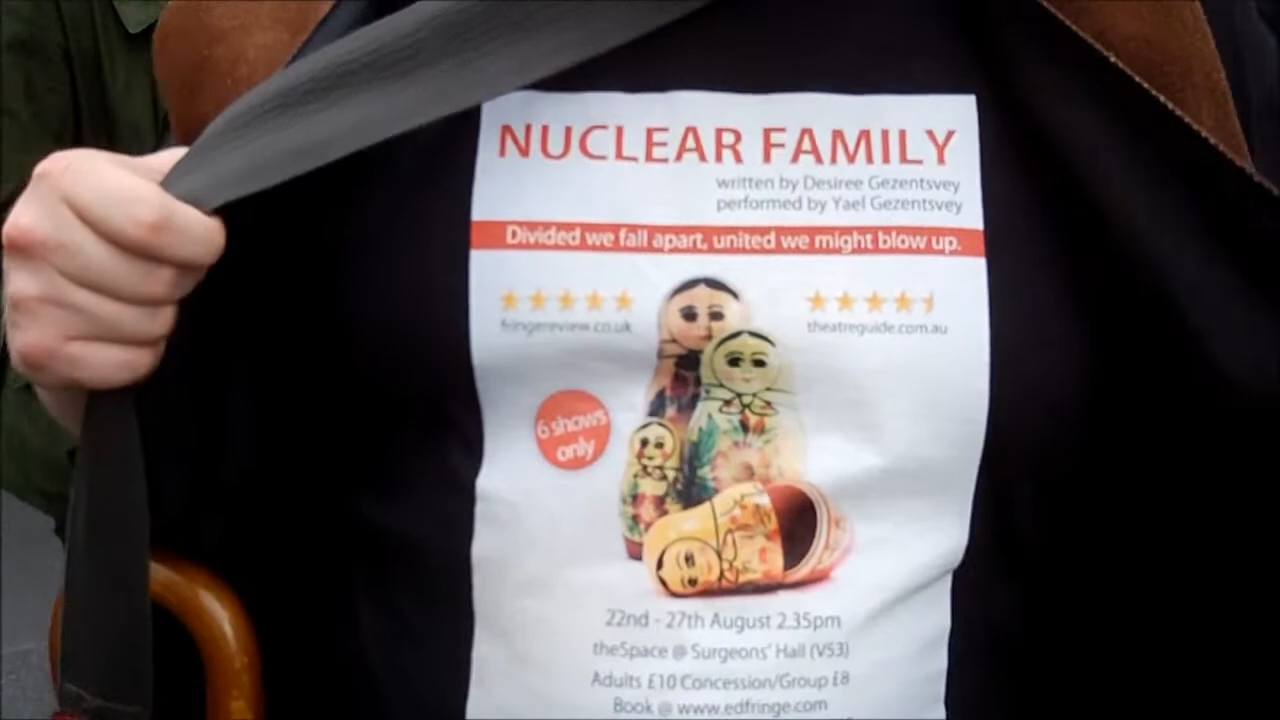 NUCLEAR FAMILY
written by Desiree Gezentsvey
performed by Yael Gezentsvey
Divided we fall apart, united we might blow up.
fringereview.co.uk
theatreguide.com.au
6 shows
only
22nd - 27th August 2.35pm
theSpace @ Surgeons' Hall (V53)
Adults £10 Concession/Group £8
Book @ www.edfringe.com